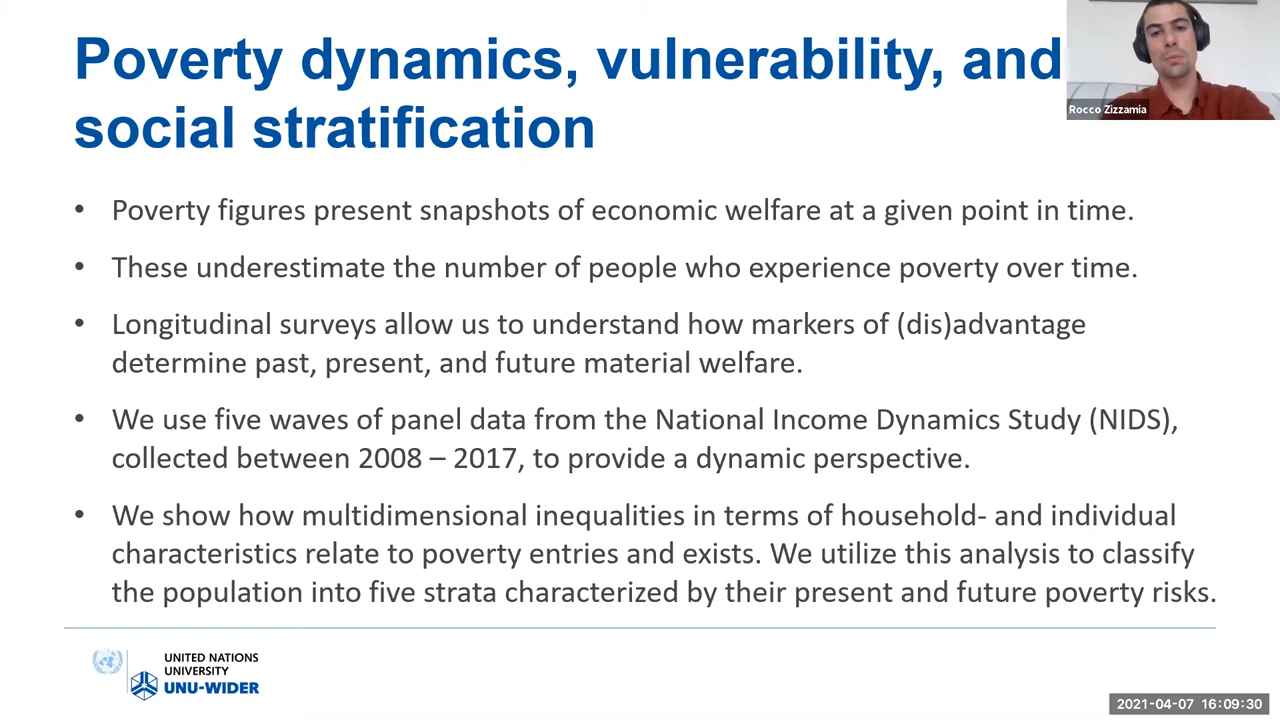 Poverty dynamics, vulnerability, and
social stratification
Rocco Zizzamia
• Poverty figures present snapshots of economic welfare at a given point in time.
• These underestimate the number of people who experience poverty over time.
• Longitudinal surveys allow us to understand how markers of (dis)advantage
determine past, present, and future material welfare.
• We use five waves of panel data from the National Income Dynamics Study (NIDS),
collected between 2008 – 2017, to provide a dynamic perspective.
• We show how multidimensional inequalities in terms of household- and individual
characteristics relate to poverty entries and exists. We utilize this analysis to classify
the population into five strata characterized by their present and future poverty risks.
UNITED NATIONS
UNIVERSITY
UNU-WIDER
2021-04-07 16:09:30